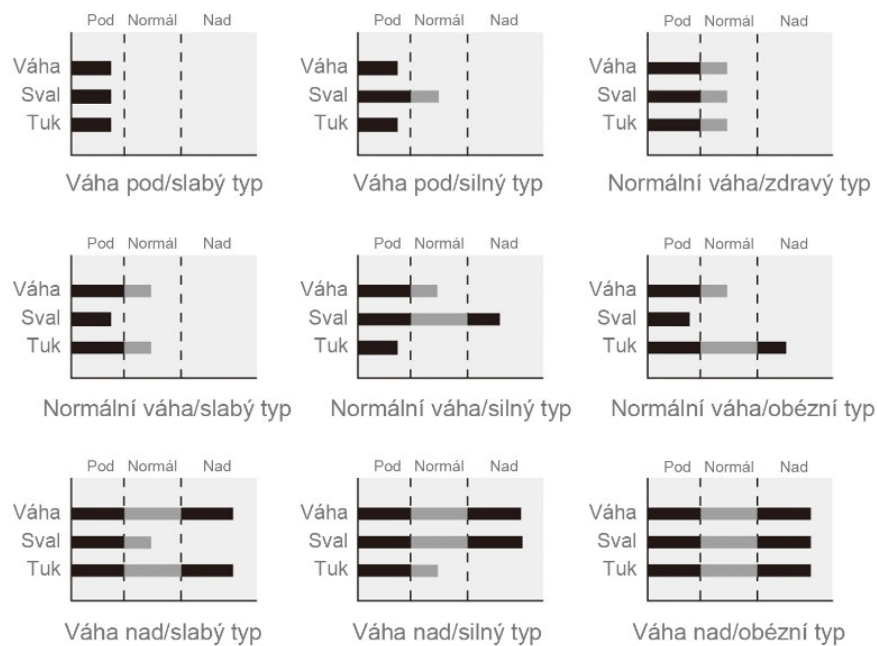 Pod Normál Nad
Váha
Sval
Tuk
Váha pod/slabý typ
Pod Normál Nad
Váha
Sval
Tuk
Váha pod/silný typ
Pod Normál Nad
Váha
Sval
Tuk
Normální váha/zdravý typ
Pod Normál Nad
Váha
Sval
Tuk
Normální váha/slabý typ
Pod Normál Nad
Váha
Sval
Tuk
Normální váha/silný typ
Pod Normál Nad
Váha
Sval
Tuk
Normální váha/obézní typ
Pod Normál Nad
Váha
Sval
Tuk
Váha nad/slabý typ
Pod Normál Nad
Váha
Sval
Tuk
Váha nad/silný typ
Pod Normál Nad
Váha
Sval
Tuk
Váha nad/obézní typ